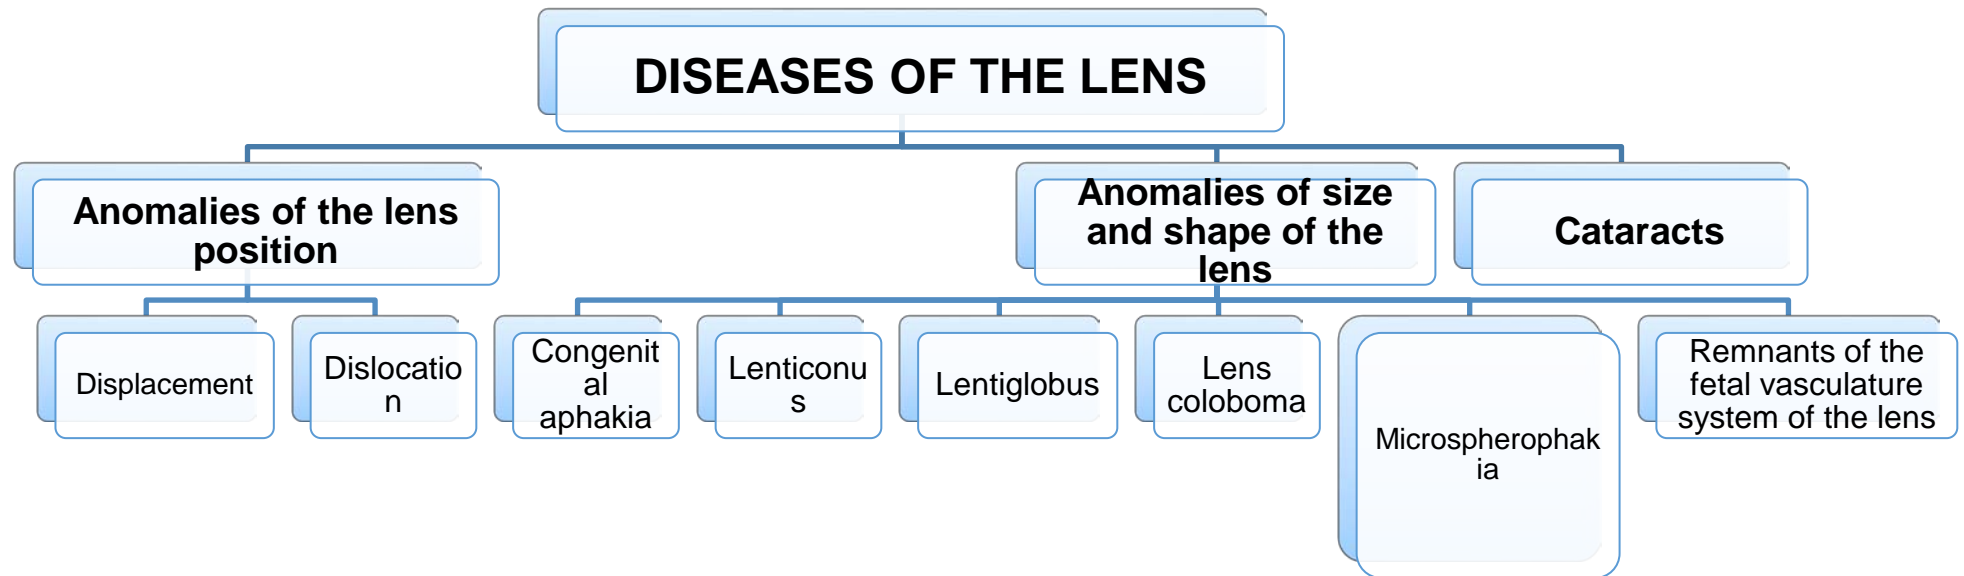 DISEASES OF THE LENS
Anomalies of the lens
position
Anomalies of size
and shape of the
lens
Cataracts
Displacement
Dislocatio
n
Congenit
al
aphakia
Lenticonu
s
Lentiglobus
Lens
coloboma
Microspherophak
ia
Remnants of the
fetal vasculature
system of the lens